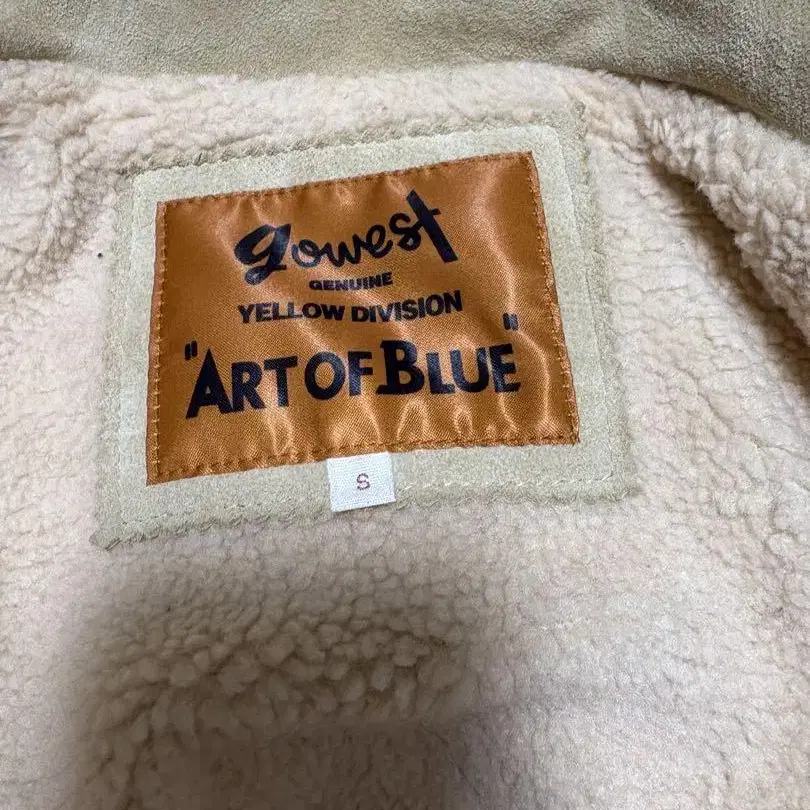 gowest
GENUINE
YELLOW DIVISION
"ART OF BLUE"
S